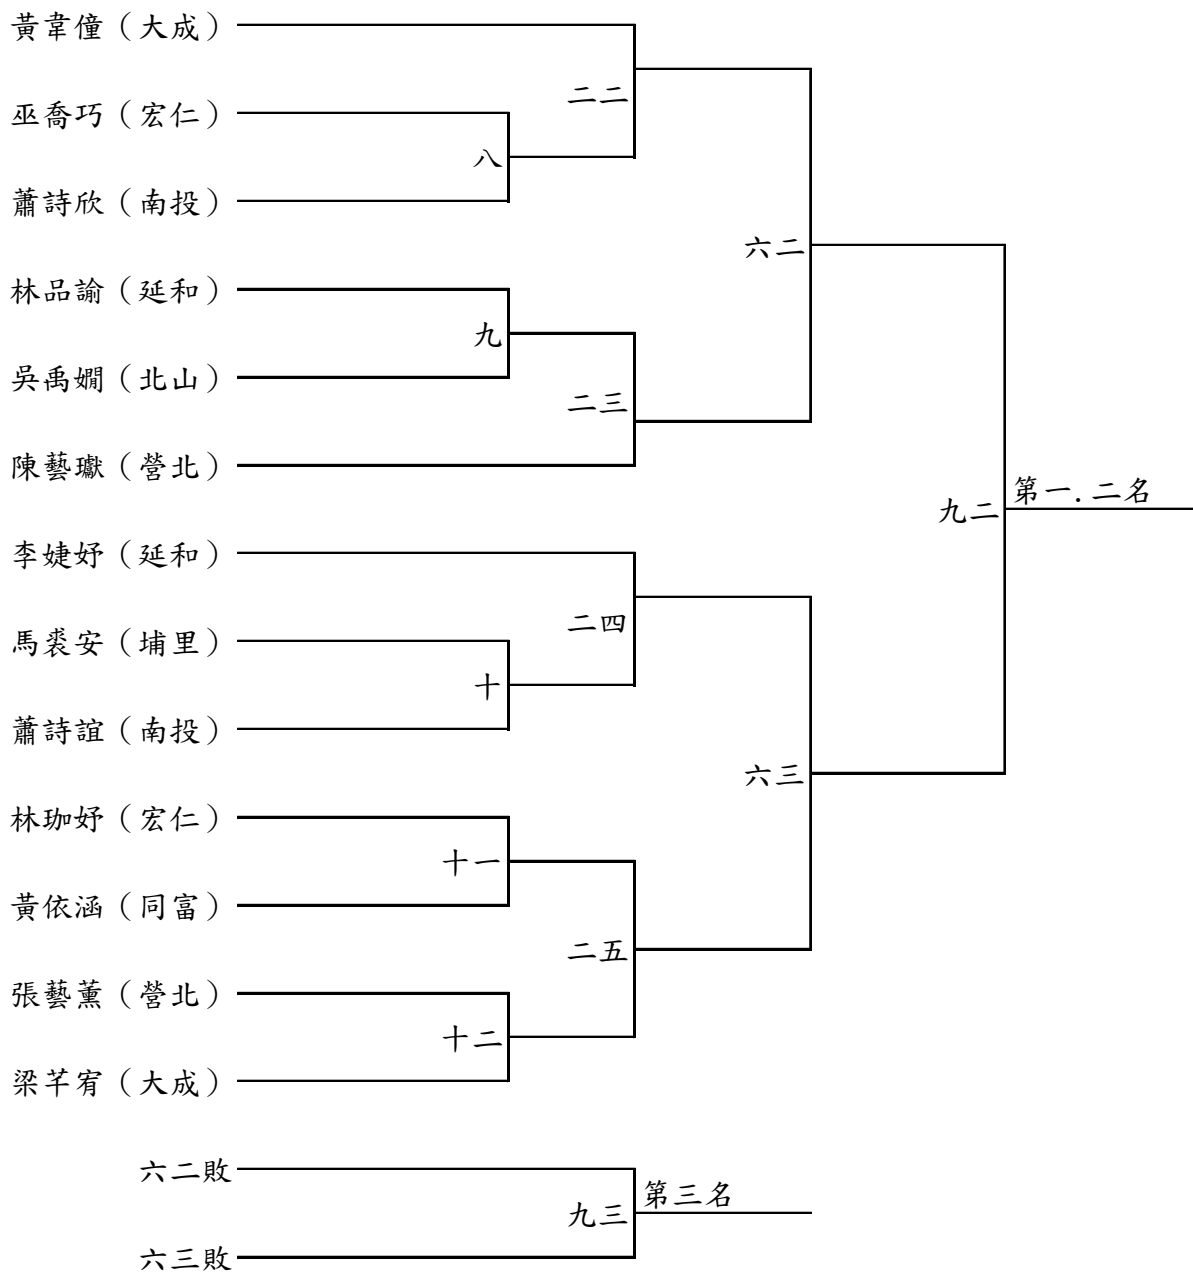 黃韋僮（大成）
二二
巫喬巧（宏仁）
八
蕭詩欣（南投）
六二
林品諭（延和）
九
吳禹嫺（北山）
二三
陳藝瓛（營北）
第一.二名
九二
李婕妤（延和）
二四
馬裘安（埔里）
十
蕭詩誼（南投）
六三
林珈妤（宏仁）
十一
黃依涵（同富）
二五
張藝薰（營北）
十二
梁芊宥（大成）
六二敗
第三名
九三
六三敗